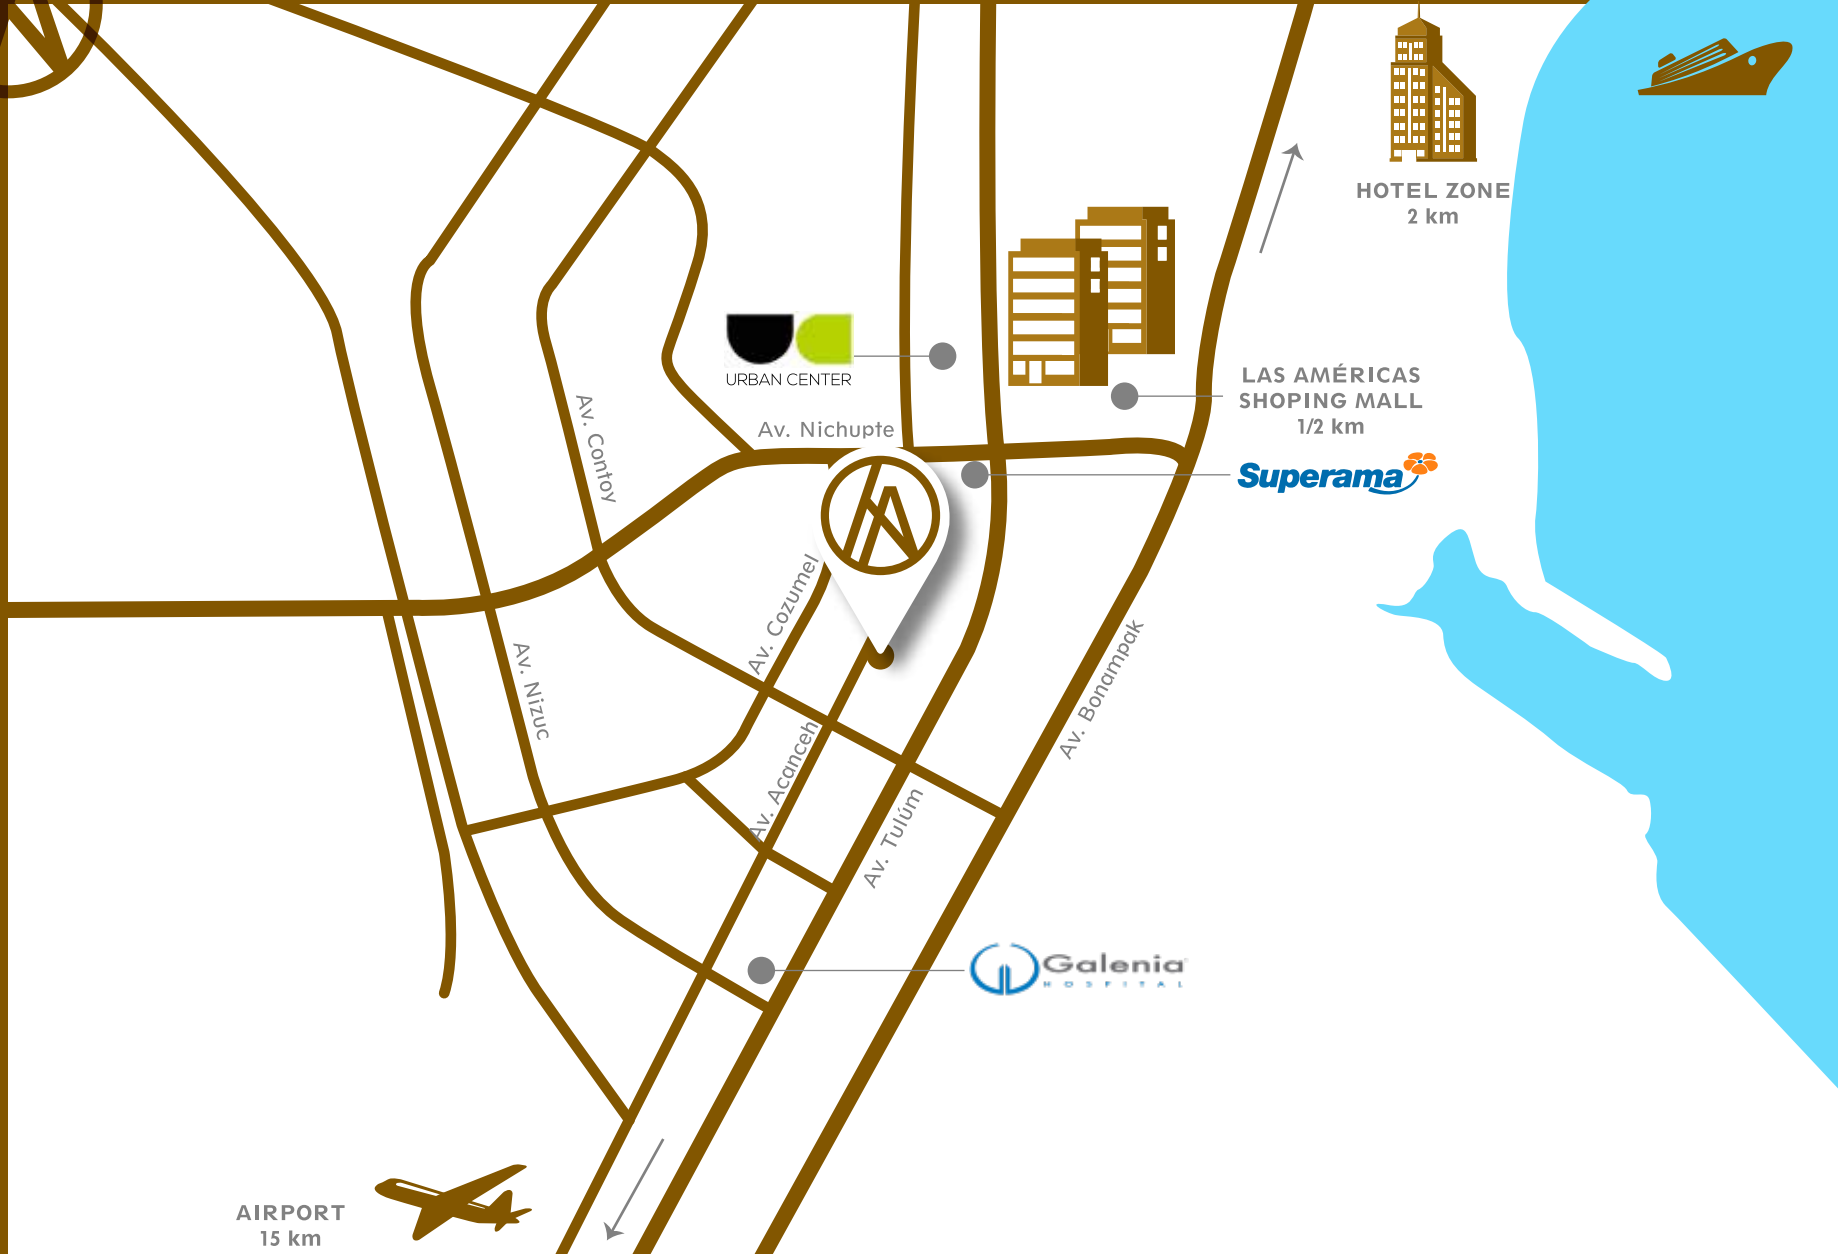 HOTEL ZONE
2 km
URBAN CENTER
LAS AMÉRICAS
SHOPING MALL
1/2 km
Av. Nichupte
Av. Contoy
Superama
Av. Cozumel
Av. Nizuc
Av. Bonampak
Av. Acanceh
Av. Tulúm
Galenia
HOSPITAL
AIRPORT
15 km